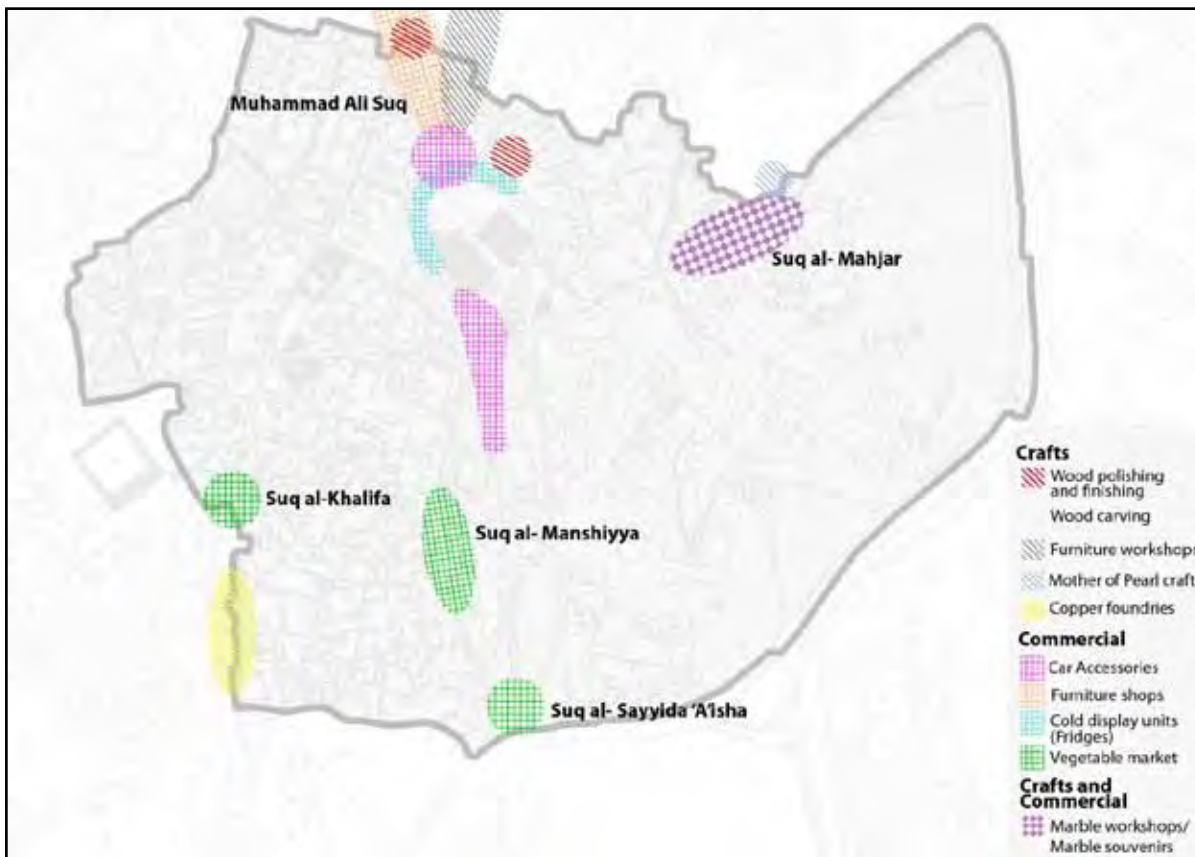 Muhammad Ali Suq
Suq al- Mahjar
Suq al-Khalifa
Suq al- Manshiyya
Suq al- Sayyida ‘A’isha
Crafts
Wood polishing
and finishing
Wood carving
Furniture workshops
Mother of Pearl craft
Copper foundries
Commercial
Car Accessories
Furniture shops
Cold display units
(Fridges)
Vegetable market
Crafts and
Commercial
Marble workshops/
Marble souvenirs